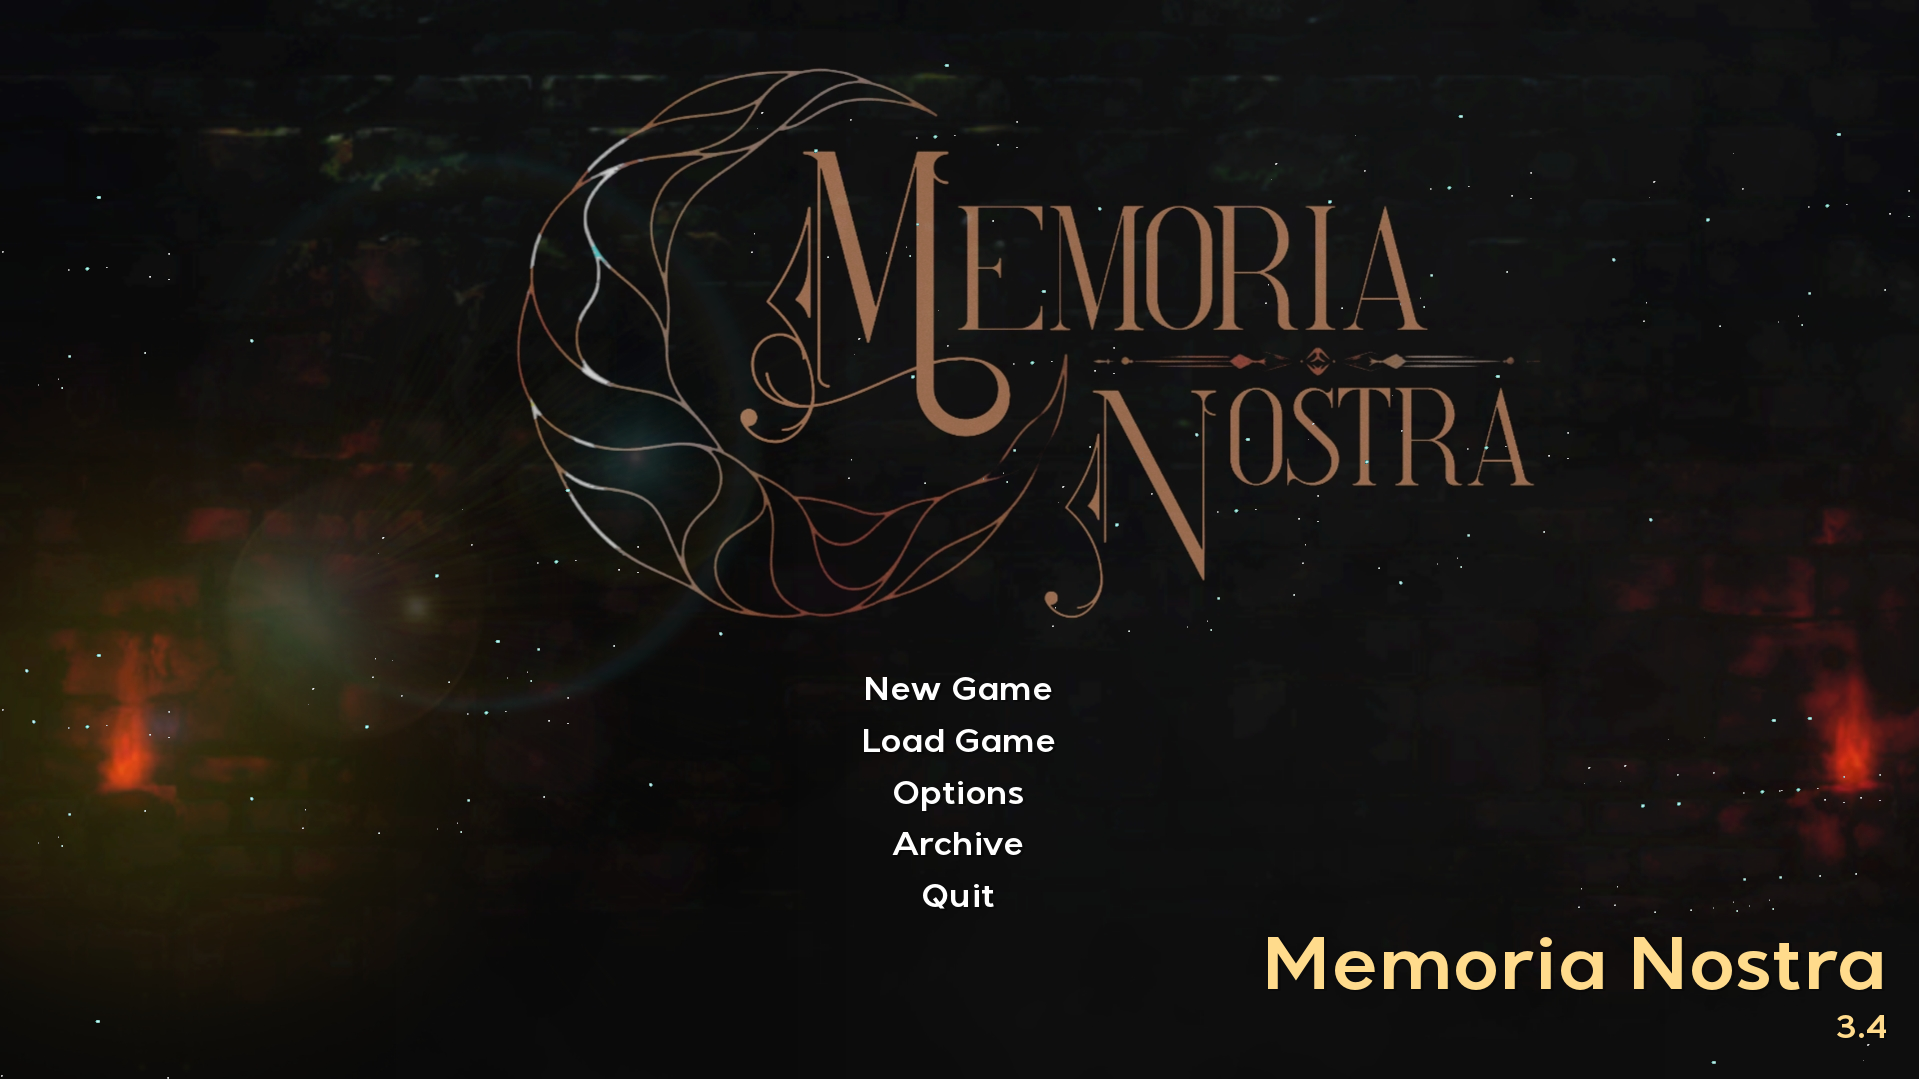 MEMORIA
NOSTRA
New Game
Load Game
Options
Archive
Quit
Memoria Nostra
3.4